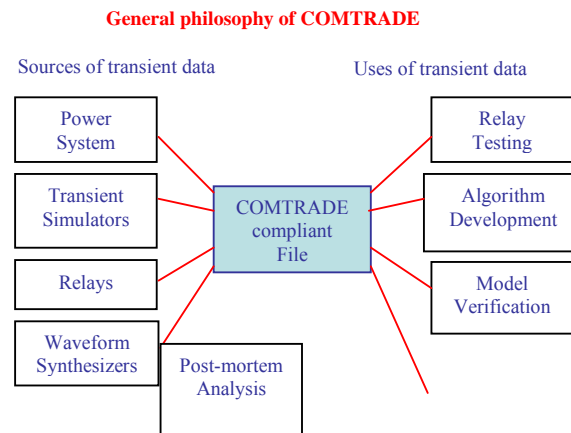 General philosophy of COMTRADE
Sources of transient data
Uses of transient data
Power
System
Transient
Simulators
Relays
Waveform
Synthesizers
COMTRADE
compliant
File
Relay
Testing
Algorithm
Development
Model
Verification
Post-mortem
Analysis